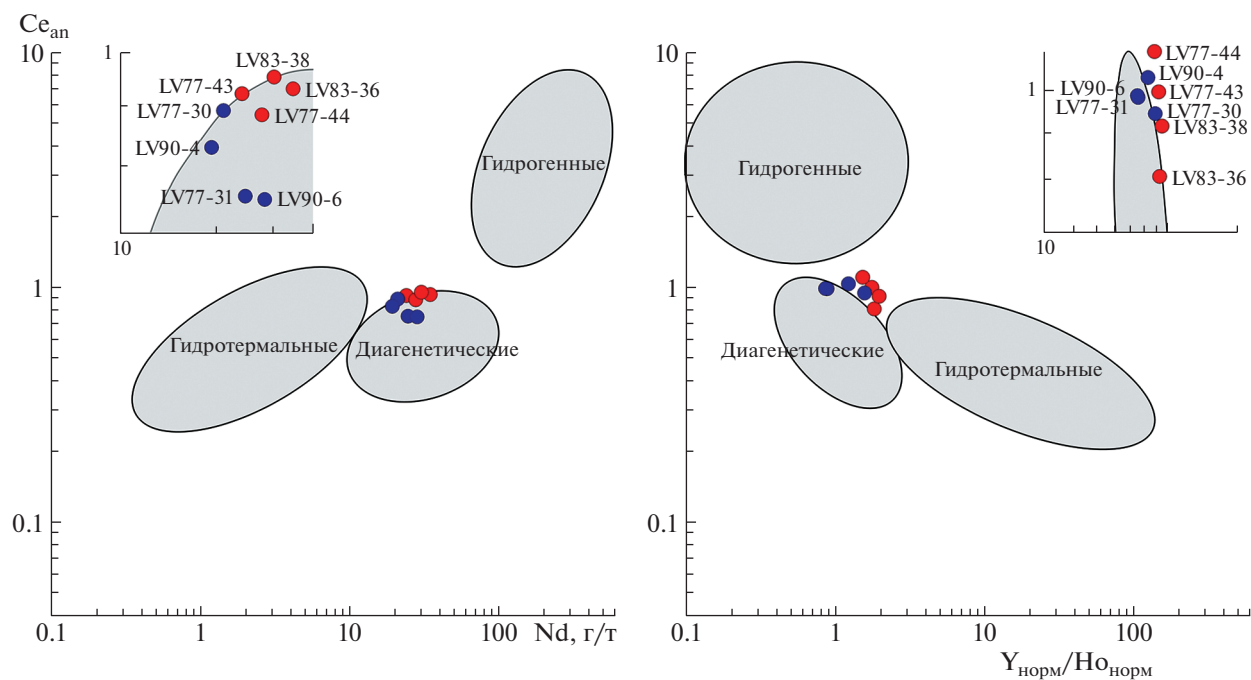 Ce_an
10
1
0.1
1
10
LV83-38
LV77-43
LV83-36
LV77-30
LV77-44
LV90-4
LV77-31
LV90-6
Гидрогенные
Гидротермальные
Диагенетические
0.1
1
10
100
Nd, г/т
10
1
0.1
Гидрогенные
1
10
LV77-44
LV90-4
LV90-6
LV77-43
LV77-31
LV77-30
LV83-38
LV83-36
Диагенетические
Гидротермальные
0.1
1
10
100
Y_норм/Ho_норм